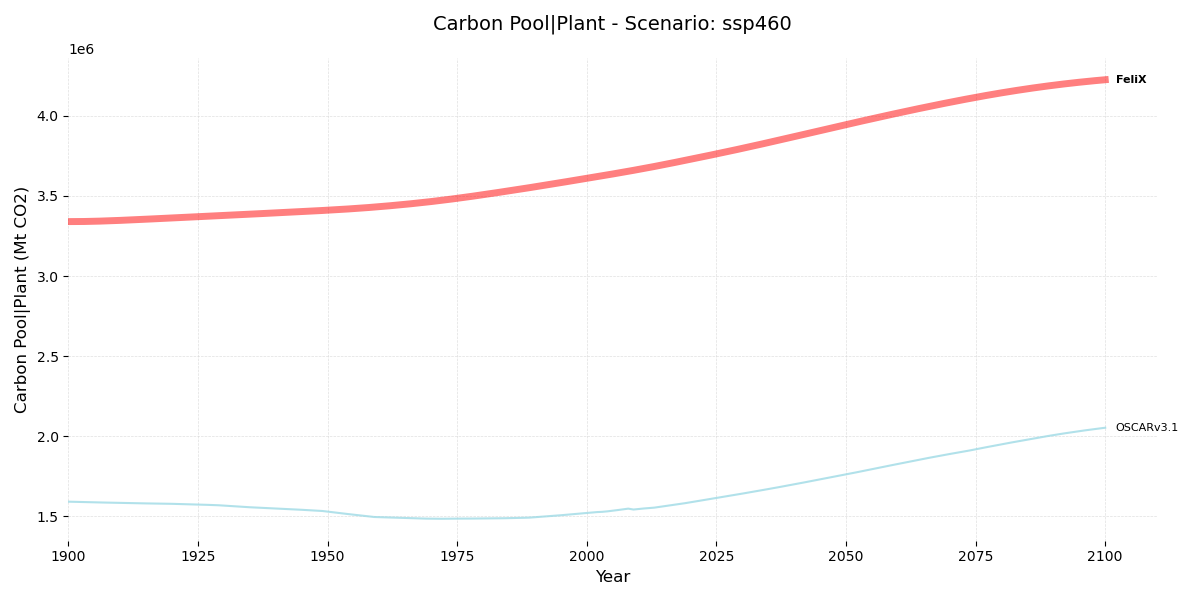 Carbon Pool|Plant - Scenario: ssp460
1e6
4.0
3.5
3.0
2.5
2.0
1.5
Carbon Pool|Plant (Mt CO2)
FeliX
OSCARv3.1
1900 1925 1950 1975 2000 2025 2050 2075 2100
Year